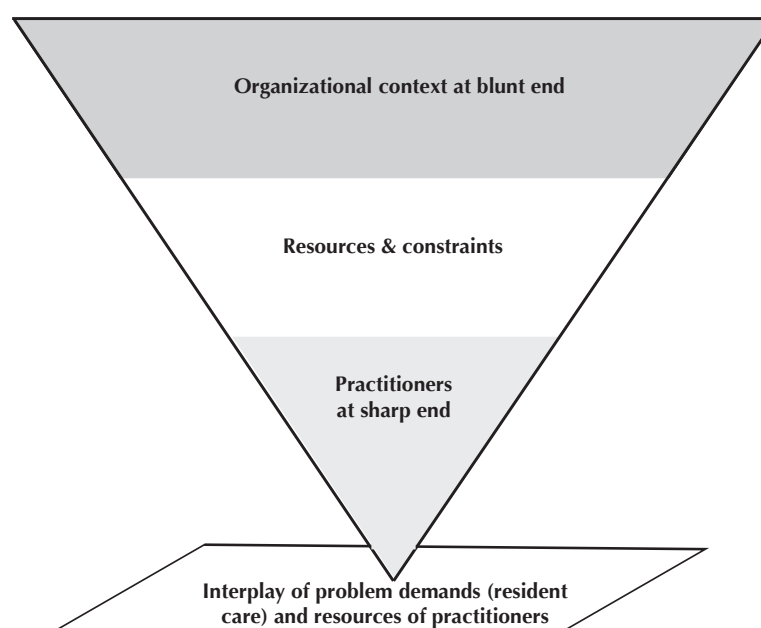 Organizational context at blunt end
Resources & constraints
Practitioners
at sharp end
Interplay of problem demands (resident
care) and resources of practitioners